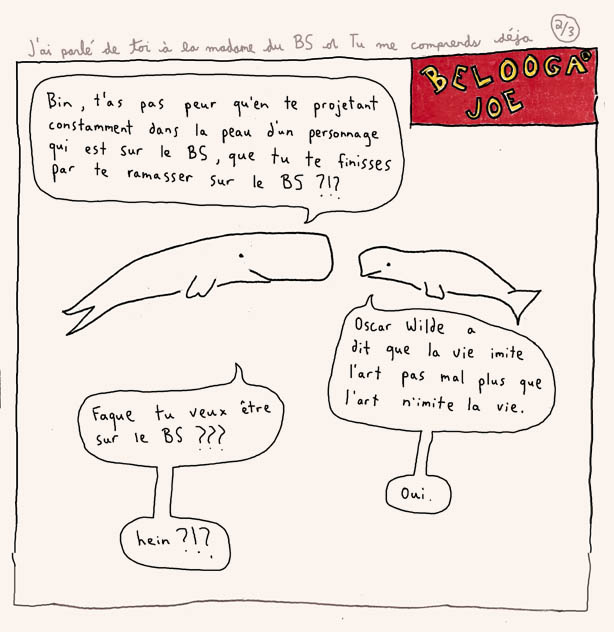 J'ai parlé de toi à la madame du BS et Tu me comprends déja
2/3
BELOOGA
JOE
Bin, t'as pas peur qu'en te projetant
constamment dans la peau d'un personnage
qui est sur le BS, que tu te finisses
par te ramasser sur le BS ?!?
Oscar Wilde a
dit que la vie imite
l'art pas mal plus que
l'art n'imite la vie.
Faque tu veux être
sur le BS ???
Oui.
hein ?!?